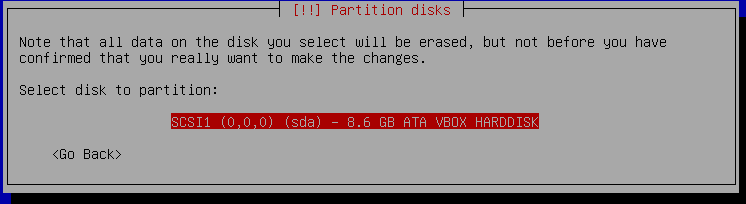 [!!] Partition disks
Note that all data on the disk you select will be erased, but not before you have
confirmed that you really want to make the changes.
Select disk to partition:
SCSI1 (0,0,0) (sda) - 8.6 GB ATA VBOX HARDDISK
<Go Back>